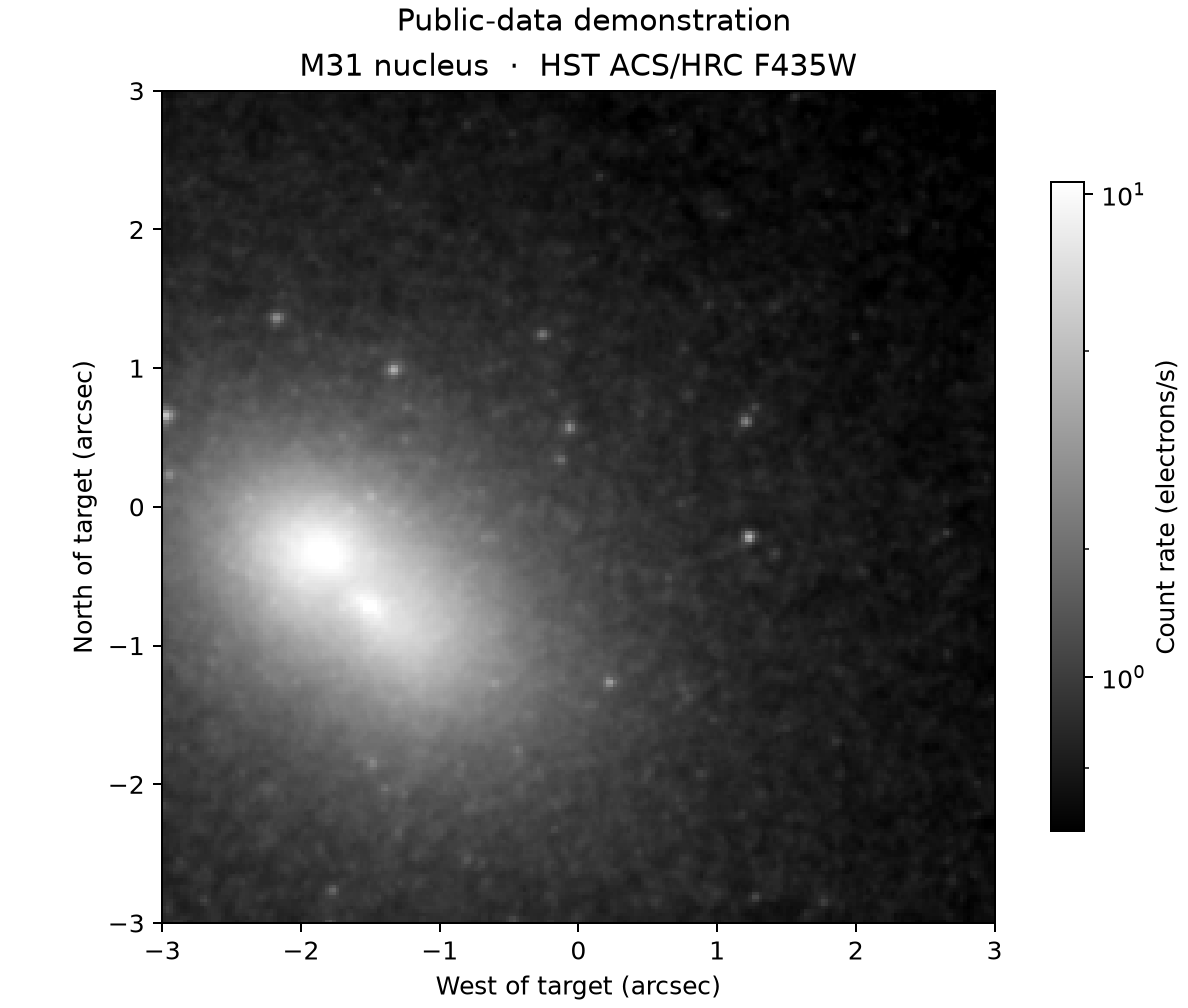 Public-data demonstration
M31 nucleus · HST ACS/HRC F435W
3
2
1
0
−1
−2
−3
North of target (arcsec)
−3 −2 −1 0 1 2 3
West of target (arcsec)
10¹
10⁰
Count rate (electrons/s)